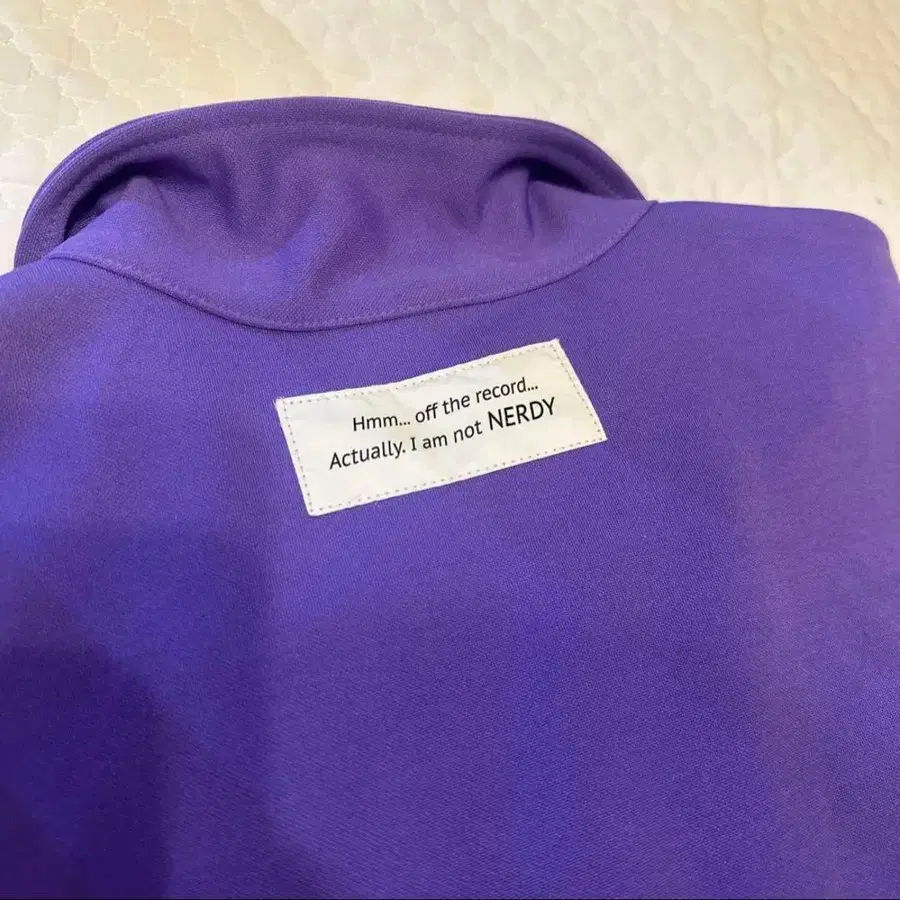 Hmm... off the record...
Actually. I am not NERDY